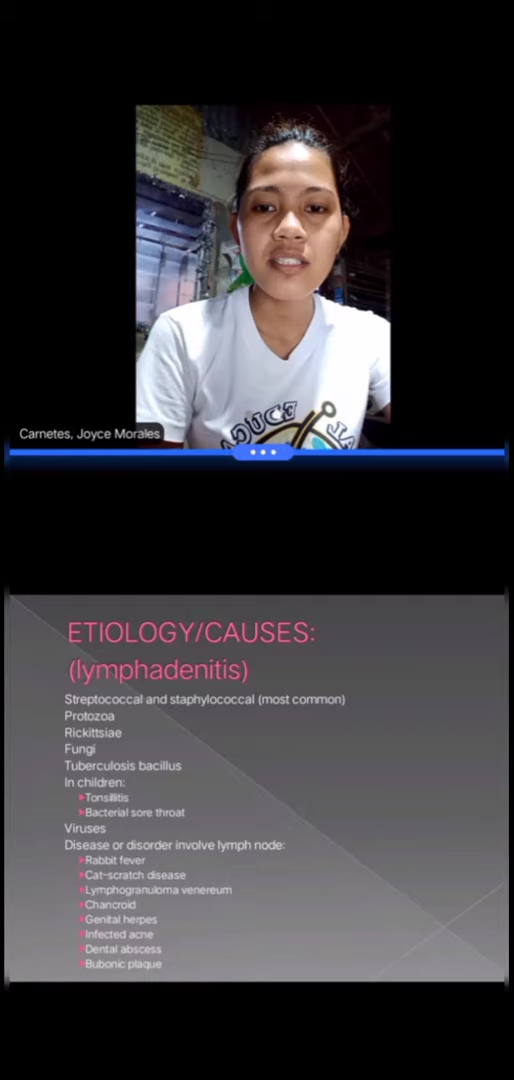 Carnetes, Joyce Morales
ETIOLOGY/CAUSES:
(lymphadenitis)
Streptococcal and staphylococcal (most common)
Protozoa
Rickittsiae
Fungi
Tuberculosis bacillus
In children:
Tonsillitis
Bacterial sore throat
Viruses
Disease or disorder involve lymph node:
Rabbit fever
Cat-scratch disease
Lymphogranuloma venereum
Chancroid
Genital herpes
Infected acne
Dental abscess
Bubonic plaque